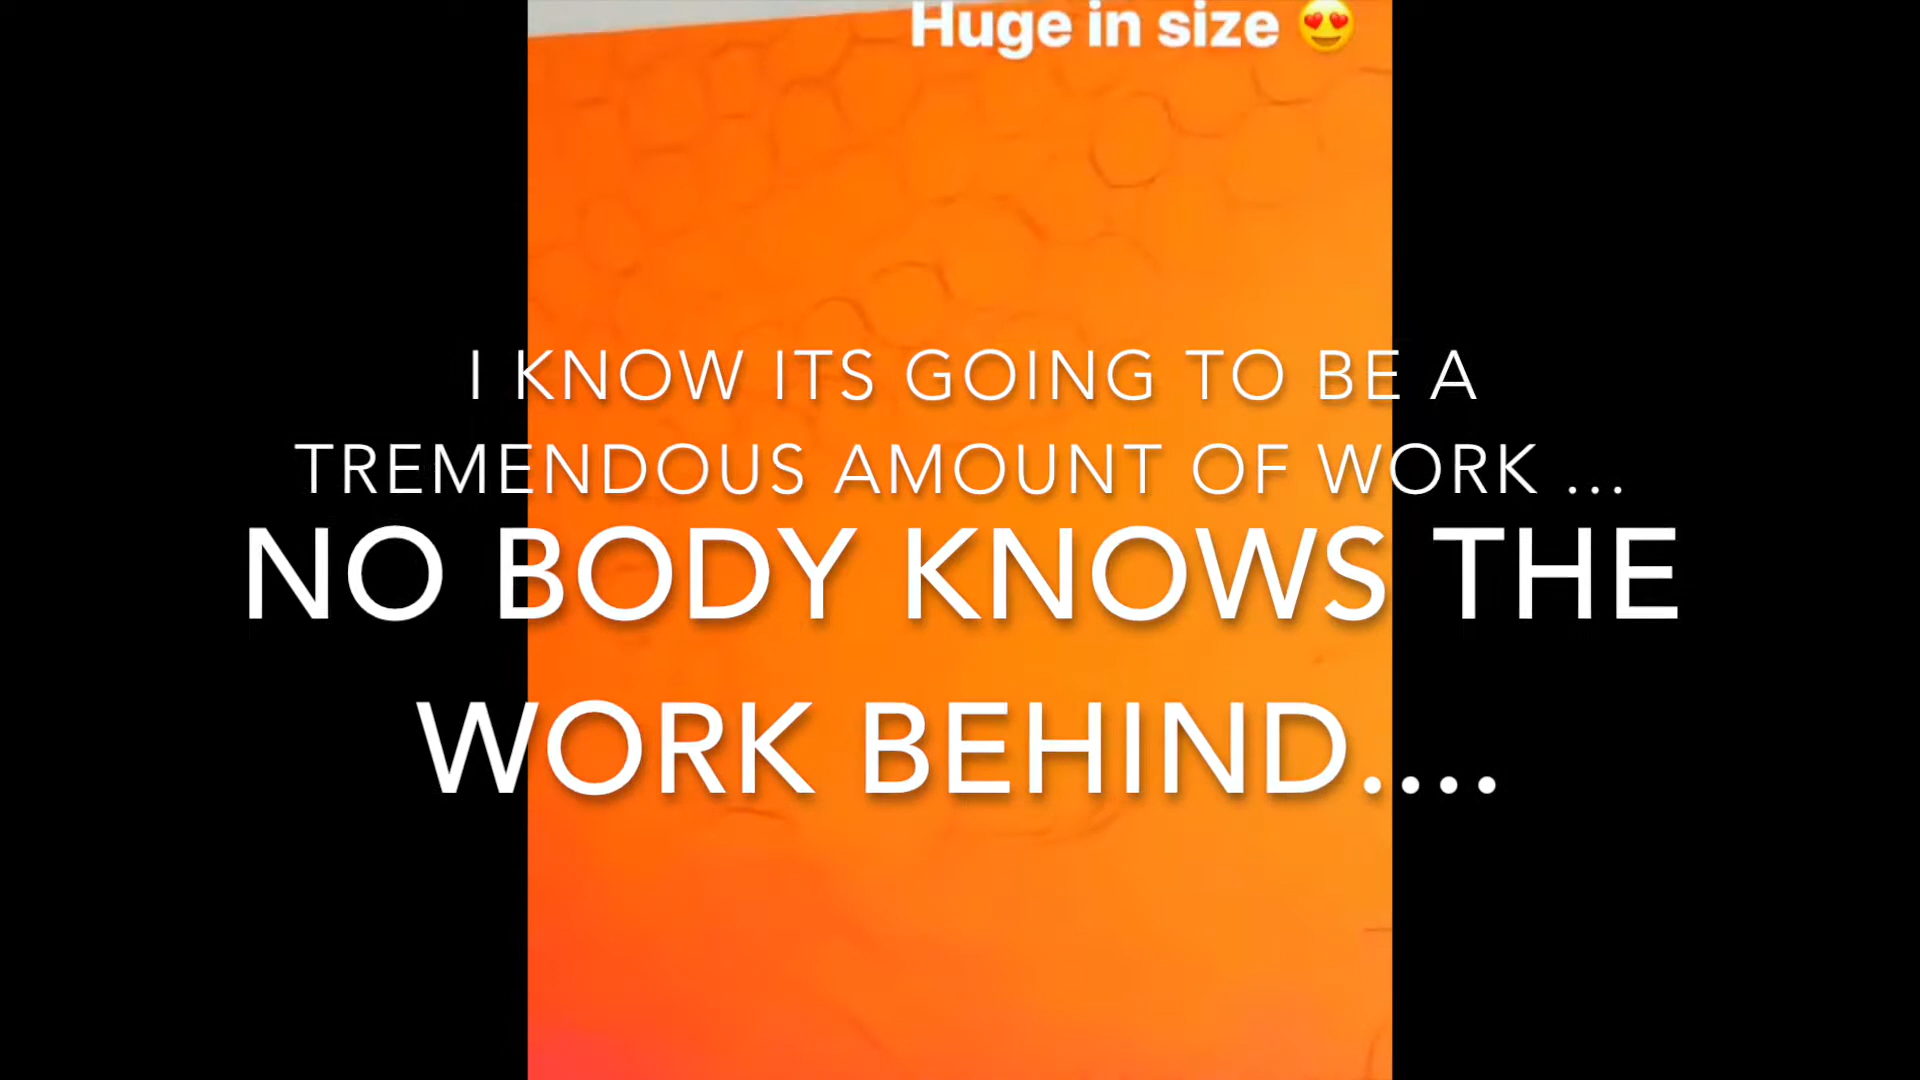 Huge in size 😍
I KNOW ITS GOING TO BE A
TREMENDOUS AMOUNT OF WORK ...
NO BODY KNOWS THE
WORK BEHIND....